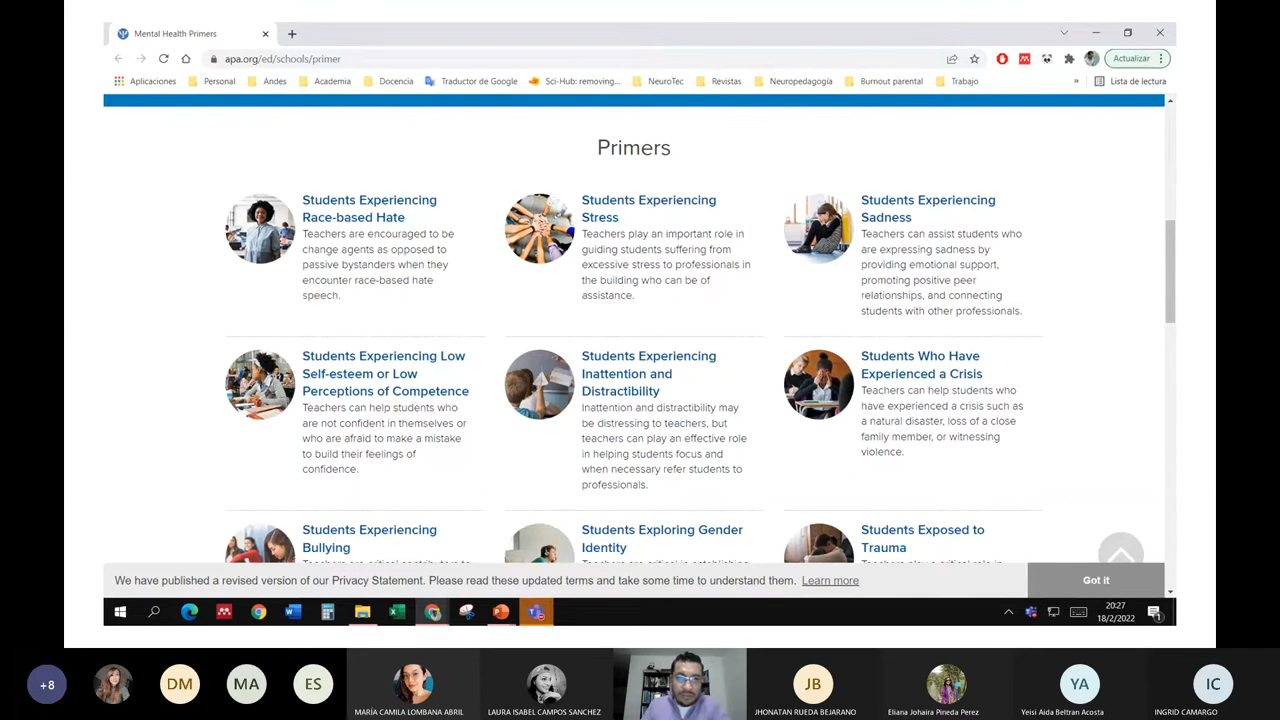 Mental Health Primers
apa.org/ed/schools/primer
Actualizar
Aplicaciones
Personal
Andes
Academia
Docencia
Traductor de Google
Sci-Hub: removing...
NeuroTec
Revistas
Neuropedagogía
Burnout parental
Trabajo
»
Lista de lectura
Primers
Students Experiencing
Race-based Hate
Teachers are encouraged to be
change agents as opposed to
passive bystanders when they
encounter race-based hate
speech.
Students Experiencing
Stress
Teachers play an important role in
guiding students suffering from
excessive stress to professionals in
the building who can be of
assistance.
Students Experiencing
Sadness
Teachers can assist students who
are expressing sadness by
providing emotional support,
promoting positive peer
relationships, and connecting
students with other professionals.
Students Experiencing Low
Self-esteem or Low
Perceptions of Competence
Teachers can help students who
are not confident in themselves or
who are afraid to make a mistake
to build their feelings of
confidence.
Students Experiencing
Inattention and
Distractibility
Inattention and distractibility may
be distressing to teachers, but
teachers can play an effective role
in helping students focus and
when necessary refer students to
professionals.
Students Who Have
Experienced a Crisis
Teachers can help students who
have experienced a crisis such as
a natural disaster, loss of a close
family member, or witnessing
violence.
Students Experiencing
Bullying
Students Exploring Gender
Identity
Students Exposed to
Trauma
We have published a revised version of our Privacy Statement. Please read these updated terms and take some time to understand them. Learn more
Got it
20:27
18/2/2022
+8
DM
MA
ES
MARÍA CAMILA LOMBANA ABRIL
LAURA ISABEL CAMPOS SANCHEZ
JB
JHONATAN RUEDA BEJARANO
Eliana Johaira Pineda Perez
YA
Yeisi Aida Beltran Acosta
IC
INGRID CAMARGO